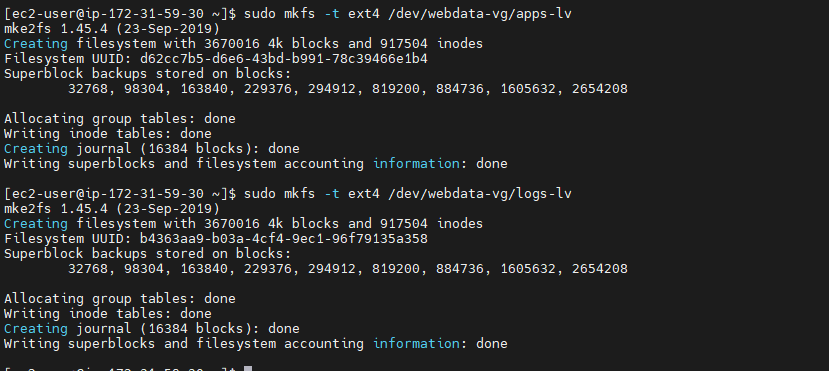 [ec2-user@ip-172-31-59-30 ~]$ sudo mkfs -t ext4 /dev/webdata-vg/apps-lv
mke2fs 1.45.4 (23-Sep-2019)
Creating filesystem with 3670016 4k blocks and 917504 inodes
Filesystem UUID: d62cc7b5-d6e6-43bd-b991-78c39466e1b4
Superblock backups stored on blocks:
        32768, 98304, 163840, 229376, 294912, 819200, 884736, 1605632, 2654208

Allocating group tables: done
Writing inode tables: done
Creating journal (16384 blocks): done
Writing superblocks and filesystem accounting information: done

[ec2-user@ip-172-31-59-30 ~]$ sudo mkfs -t ext4 /dev/webdata-vg/logs-lv
mke2fs 1.45.4 (23-Sep-2019)
Creating filesystem with 3670016 4k blocks and 917504 inodes
Filesystem UUID: b4363aa9-b03a-4cf4-9ec1-96f79135a358
Superblock backups stored on blocks:
        32768, 98304, 163840, 229376, 294912, 819200, 884736, 1605632, 2654208

Allocating group tables: done
Writing inode tables: done
Creating journal (16384 blocks): done
Writing superblocks and filesystem accounting information: done

[ec2-user@ip-172-31-59-30 ~]$